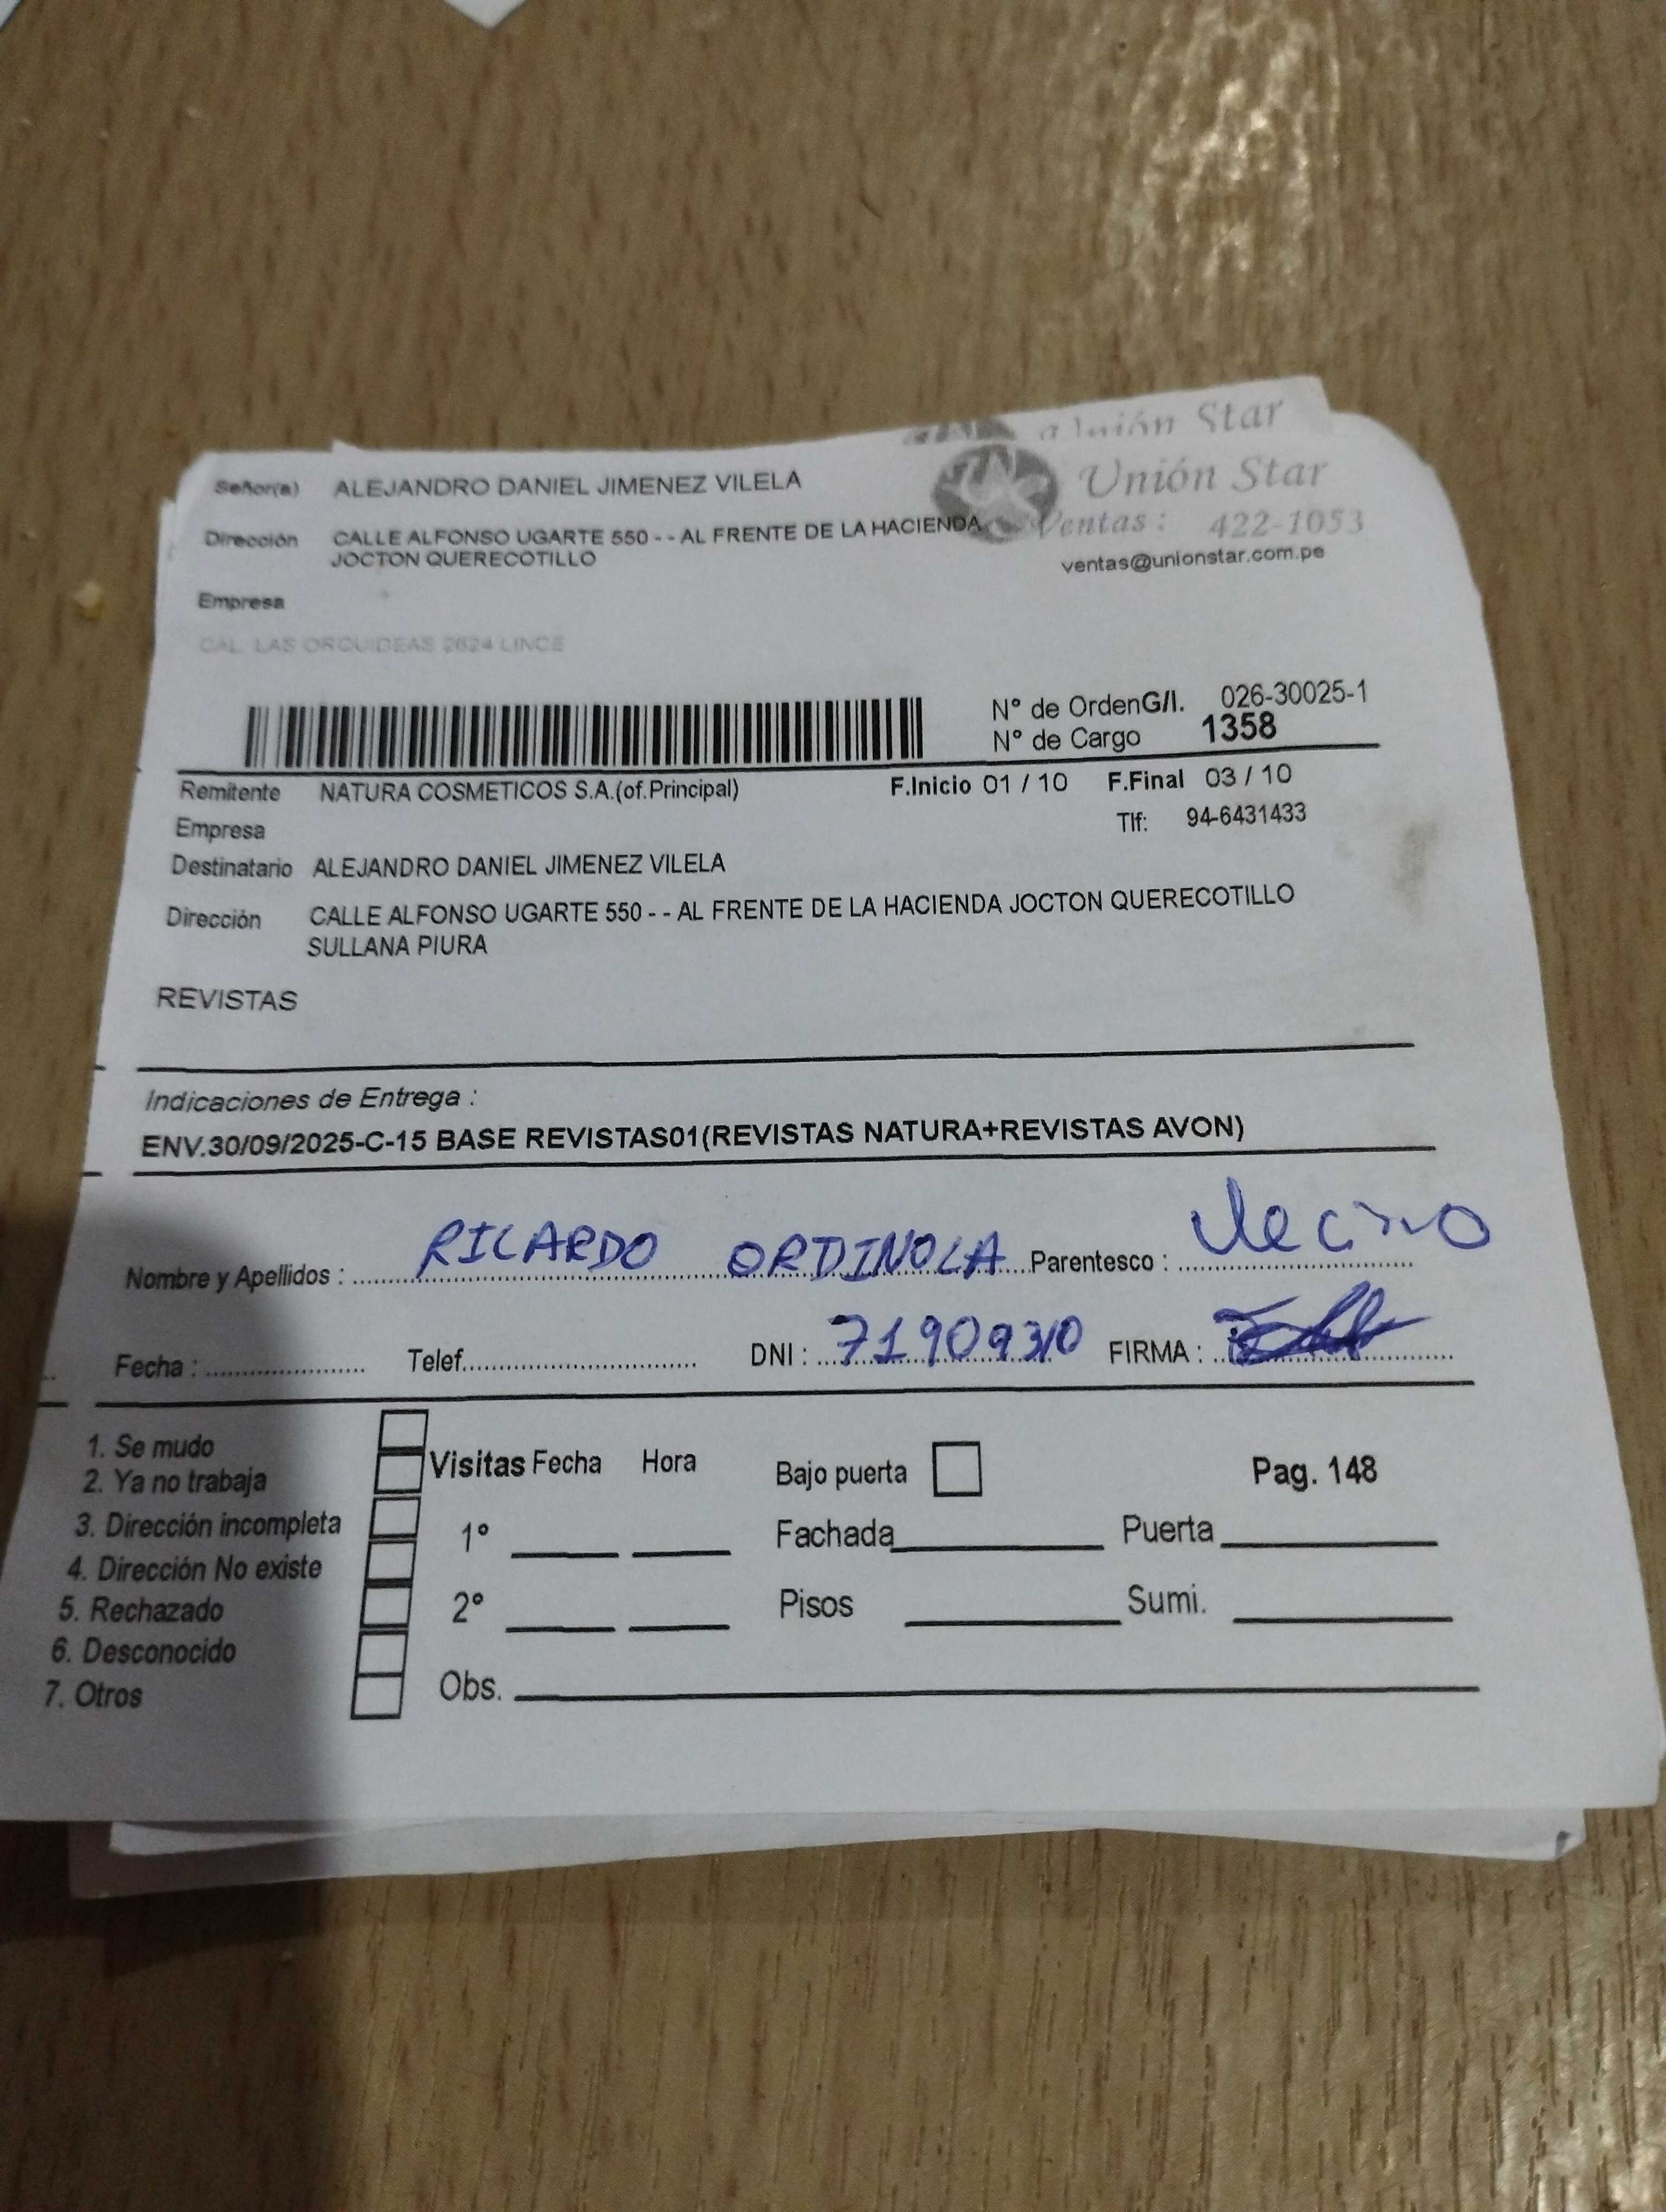 Unión Star
Señor(a) ALEJANDRO DANIEL JIMENEZ VILELA
Unión Star
Dirección CALLE ALFONSO UGARTE 550 - - AL FRENTE DE LA HACIENDA
JOCTON QUERECOTILLO
Ventas : 422-1053
ventas@unionstar.com.pe
Empresa
CAL. LAS ORQUIDEAS 2624 LINCE
N° de OrdenG/I. 026-30025-1
N° de Cargo 1358
Remitente NATURA COSMETICOS S.A.(of.Principal) F.Inicio 01 / 10 F.Final 03 / 10
Empresa Tlf: 94-6431433
Destinatario ALEJANDRO DANIEL JIMENEZ VILELA
Dirección CALLE ALFONSO UGARTE 550 - - AL FRENTE DE LA HACIENDA JOCTON QUERECOTILLO
SULLANA PIURA
REVISTAS
Indicaciones de Entrega :
ENV.30/09/2025-C-15 BASE REVISTAS01(REVISTAS NATURA+REVISTAS AVON)
Nombre y Apellidos : RICARDO ORDINOLA Parentesco : Vecino
Fecha : Telef. DNI : FIRMA :
1. Se mudo
2. Ya no trabaja
3. Dirección incompleta
4. Dirección No existe
5. Rechazado
6. Desconocido
7. Otros
Visitas Fecha Hora Bajo puerta Pag. 148
1° Fachada Puerta
2° Pisos Sumi.
Obs.